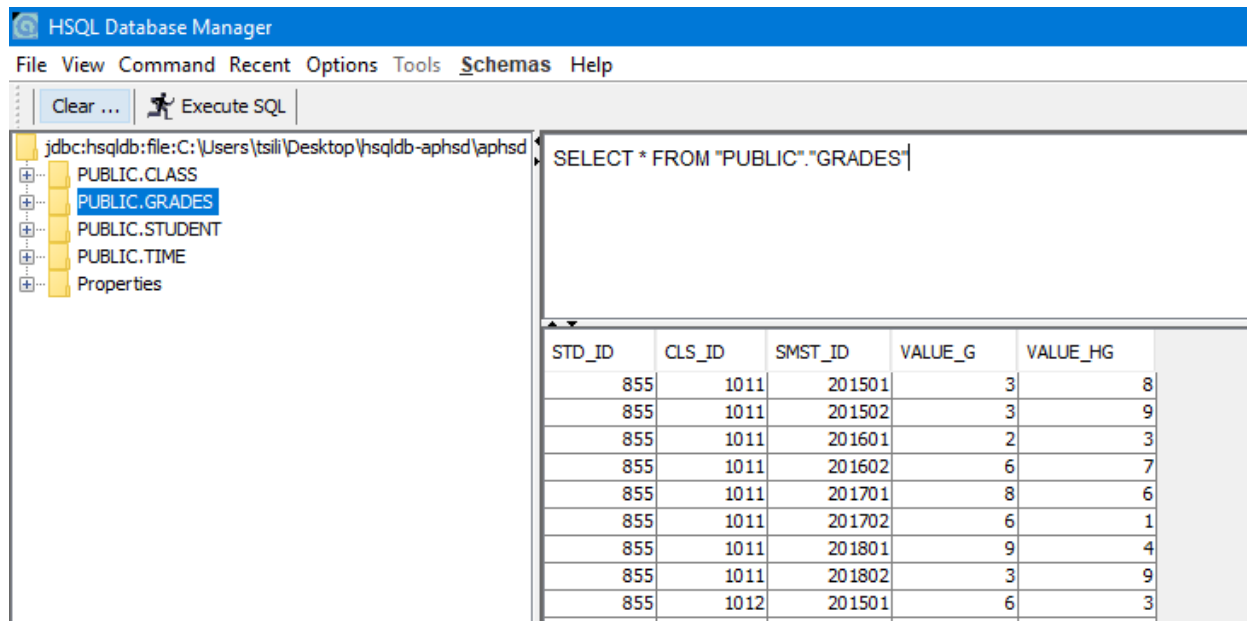 HSQL Database Manager
File View Command Recent Options Tools Schemas Help
Clear ... Execute SQL
jdbc:hsqldb:file:C:\Users\tsili\Desktop\hsqldb-aphsd\aphsd
PUBLIC.CLASS
PUBLIC.GRADES
PUBLIC.STUDENT
PUBLIC.TIME
Properties
SELECT * FROM "PUBLIC"."GRADES"
STD_ID CLS_ID SMST_ID VALUE_G VALUE_HG
855 1011 201501 3 8
855 1011 201502 3 9
855 1011 201601 2 3
855 1011 201602 6 7
855 1011 201701 8 6
855 1011 201702 6 1
855 1011 201801 9 4
855 1011 201802 3 9
855 1012 201501 6 3